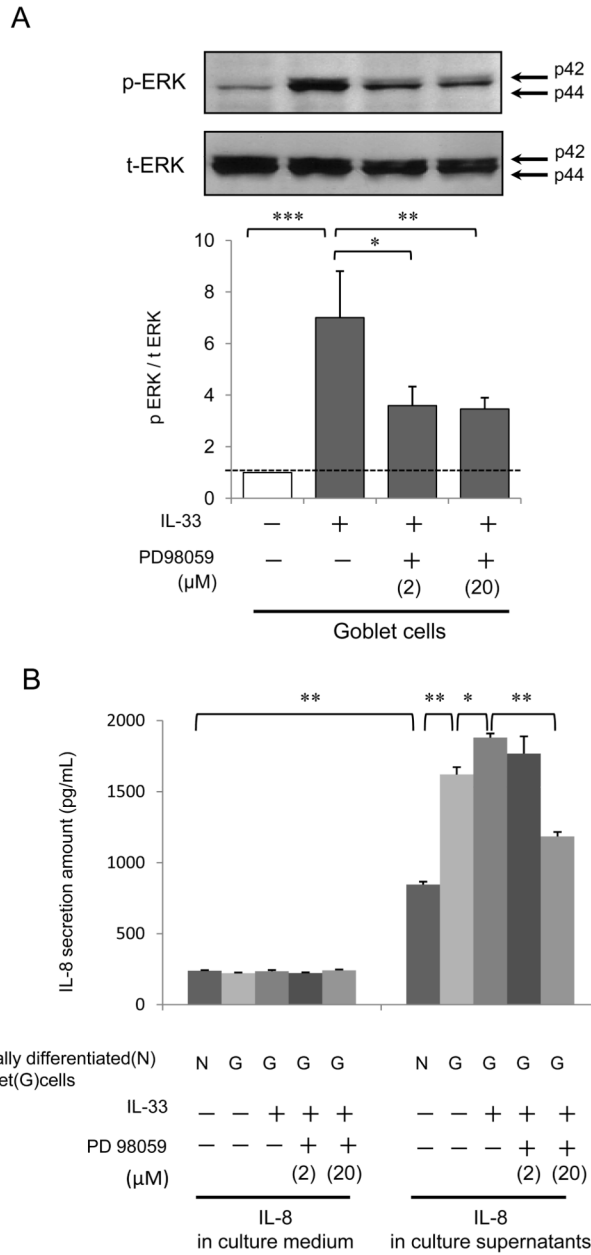 A
p-ERK
p42
p44
t-ERK
p42
p44
*** ** *
p ERK / t ERK
10
8
6
4
2
0
IL-33 − + + +
PD98059 − − + +
(μM) (2) (20)
Goblet cells
B
** ** * **
IL-8 secretion amount (pg/mL)
2000
1500
1000
500
0
ally differentiated(N)
et(G)cells
N G G G G N G G G G
IL-33 − − + + + − − + + +
PD 98059 − − − + + − − − + +
(μM) (2) (20) (2) (20)
IL-8 IL-8
in culture medium in culture supernatants